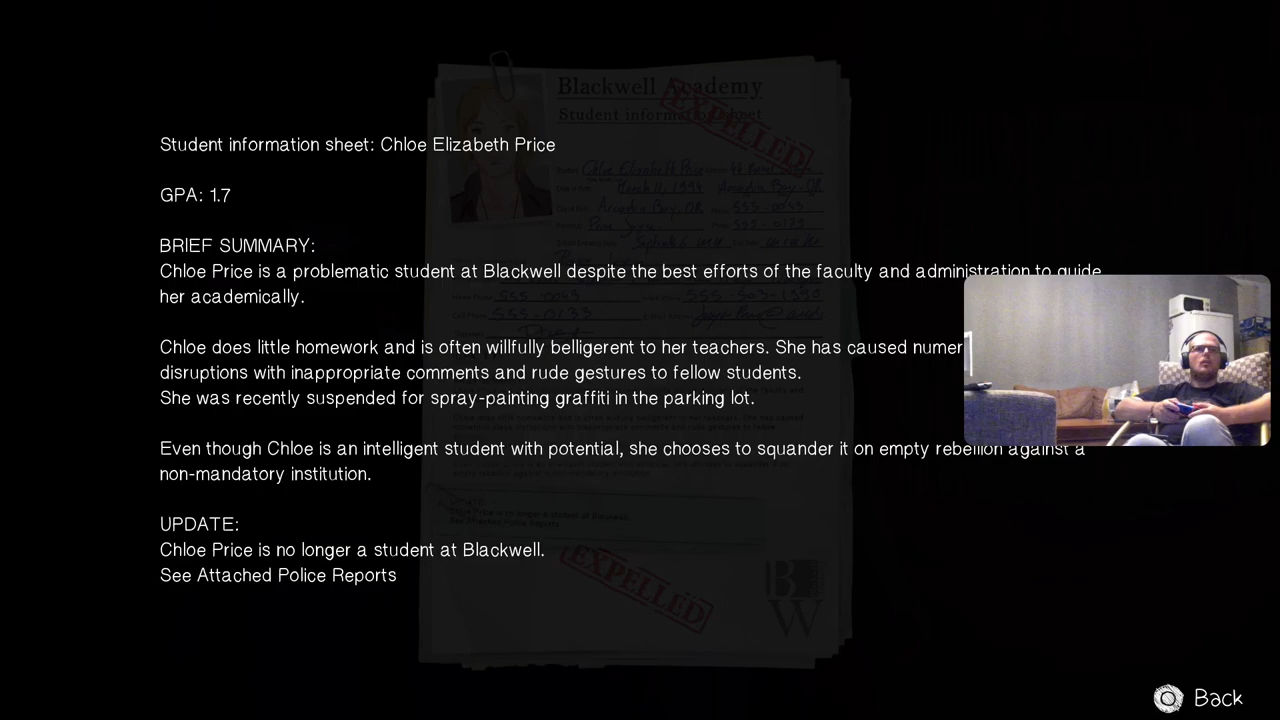 Blackwell Academy
Student information sheet
EXPELLED
Student information sheet: Chloe Elizabeth Price
GPA: 1.7
BRIEF SUMMARY:
Chloe Price is a problematic student at Blackwell despite the best efforts of the faculty and administration to guide
her academically.
Chloe does little homework and is often willfully belligerent to her teachers. She has caused
disruptions with inappropriate comments and rude gestures to fellow students.
She was recently suspended for spray-painting graffiti in the parking lot.
Even though Chloe is an intelligent student with potential, she chooses to squander it on empty rebellion against a
non-mandatory institution.
UPDATE:
Chloe Price is no longer a student at Blackwell.
See Attached Police Reports
EXPELLED
B
W
Back